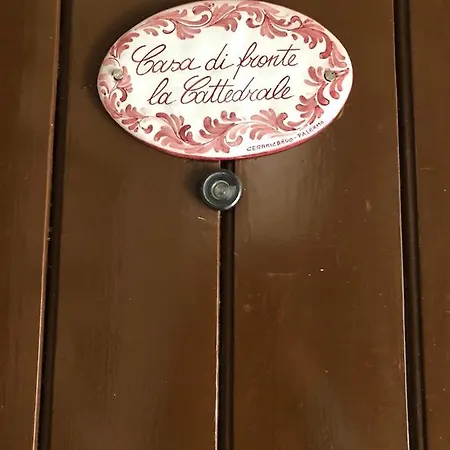 Casa di fronte
la Cattedrale